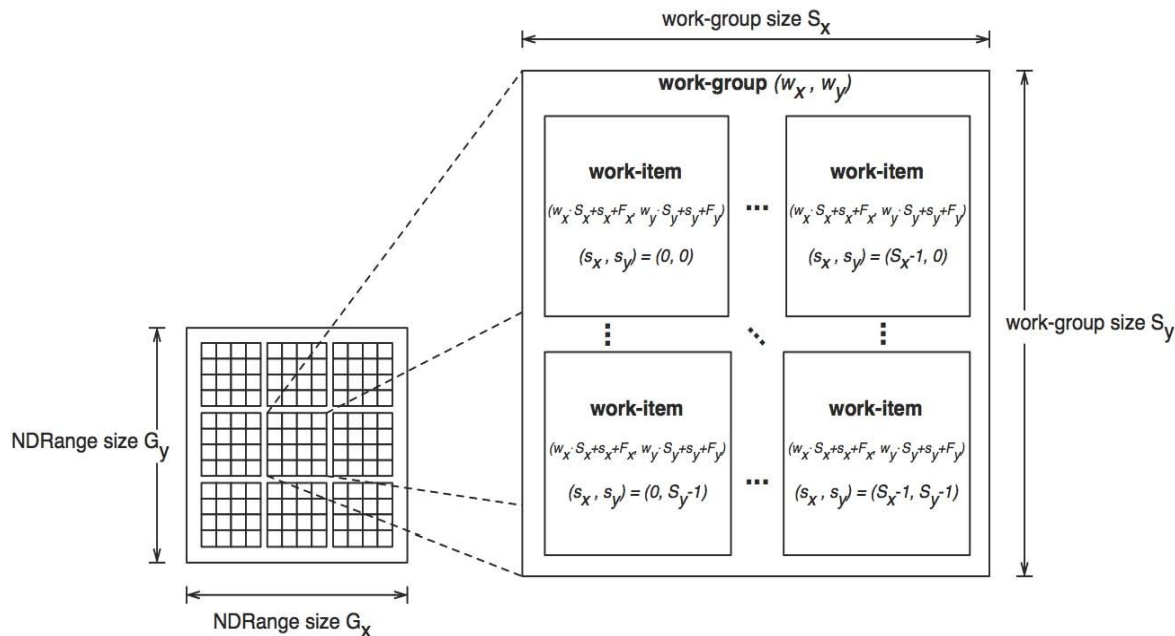 work-group size Sx
work-group (wx , wy)
work-item
(wx· Sx+sx+Fx, wy· Sy+sy+Fy)
(sx , sy) = (0, 0)
...
work-item
(wx· Sx+sx+Fx, wy· Sy+sy+Fy)
(sx , sy) = (Sx-1, 0)
work-group size Sy
work-item
(wx· Sx+sx+Fx, wy· Sy+sy+Fy)
(sx , sy) = (0, Sy-1)
...
work-item
(wx· Sx+sx+Fx, wy· Sy+sy+Fy)
(sx , sy) = (Sx-1, Sy-1)
NDRange size Gy
NDRange size Gx